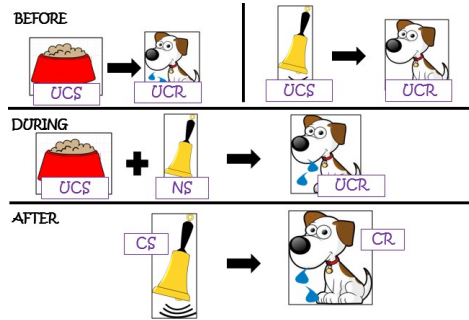 BEFORE
UCS
UCR
UCS
UCR
DURING
UCS
NS
UCR
AFTER
CS
CR